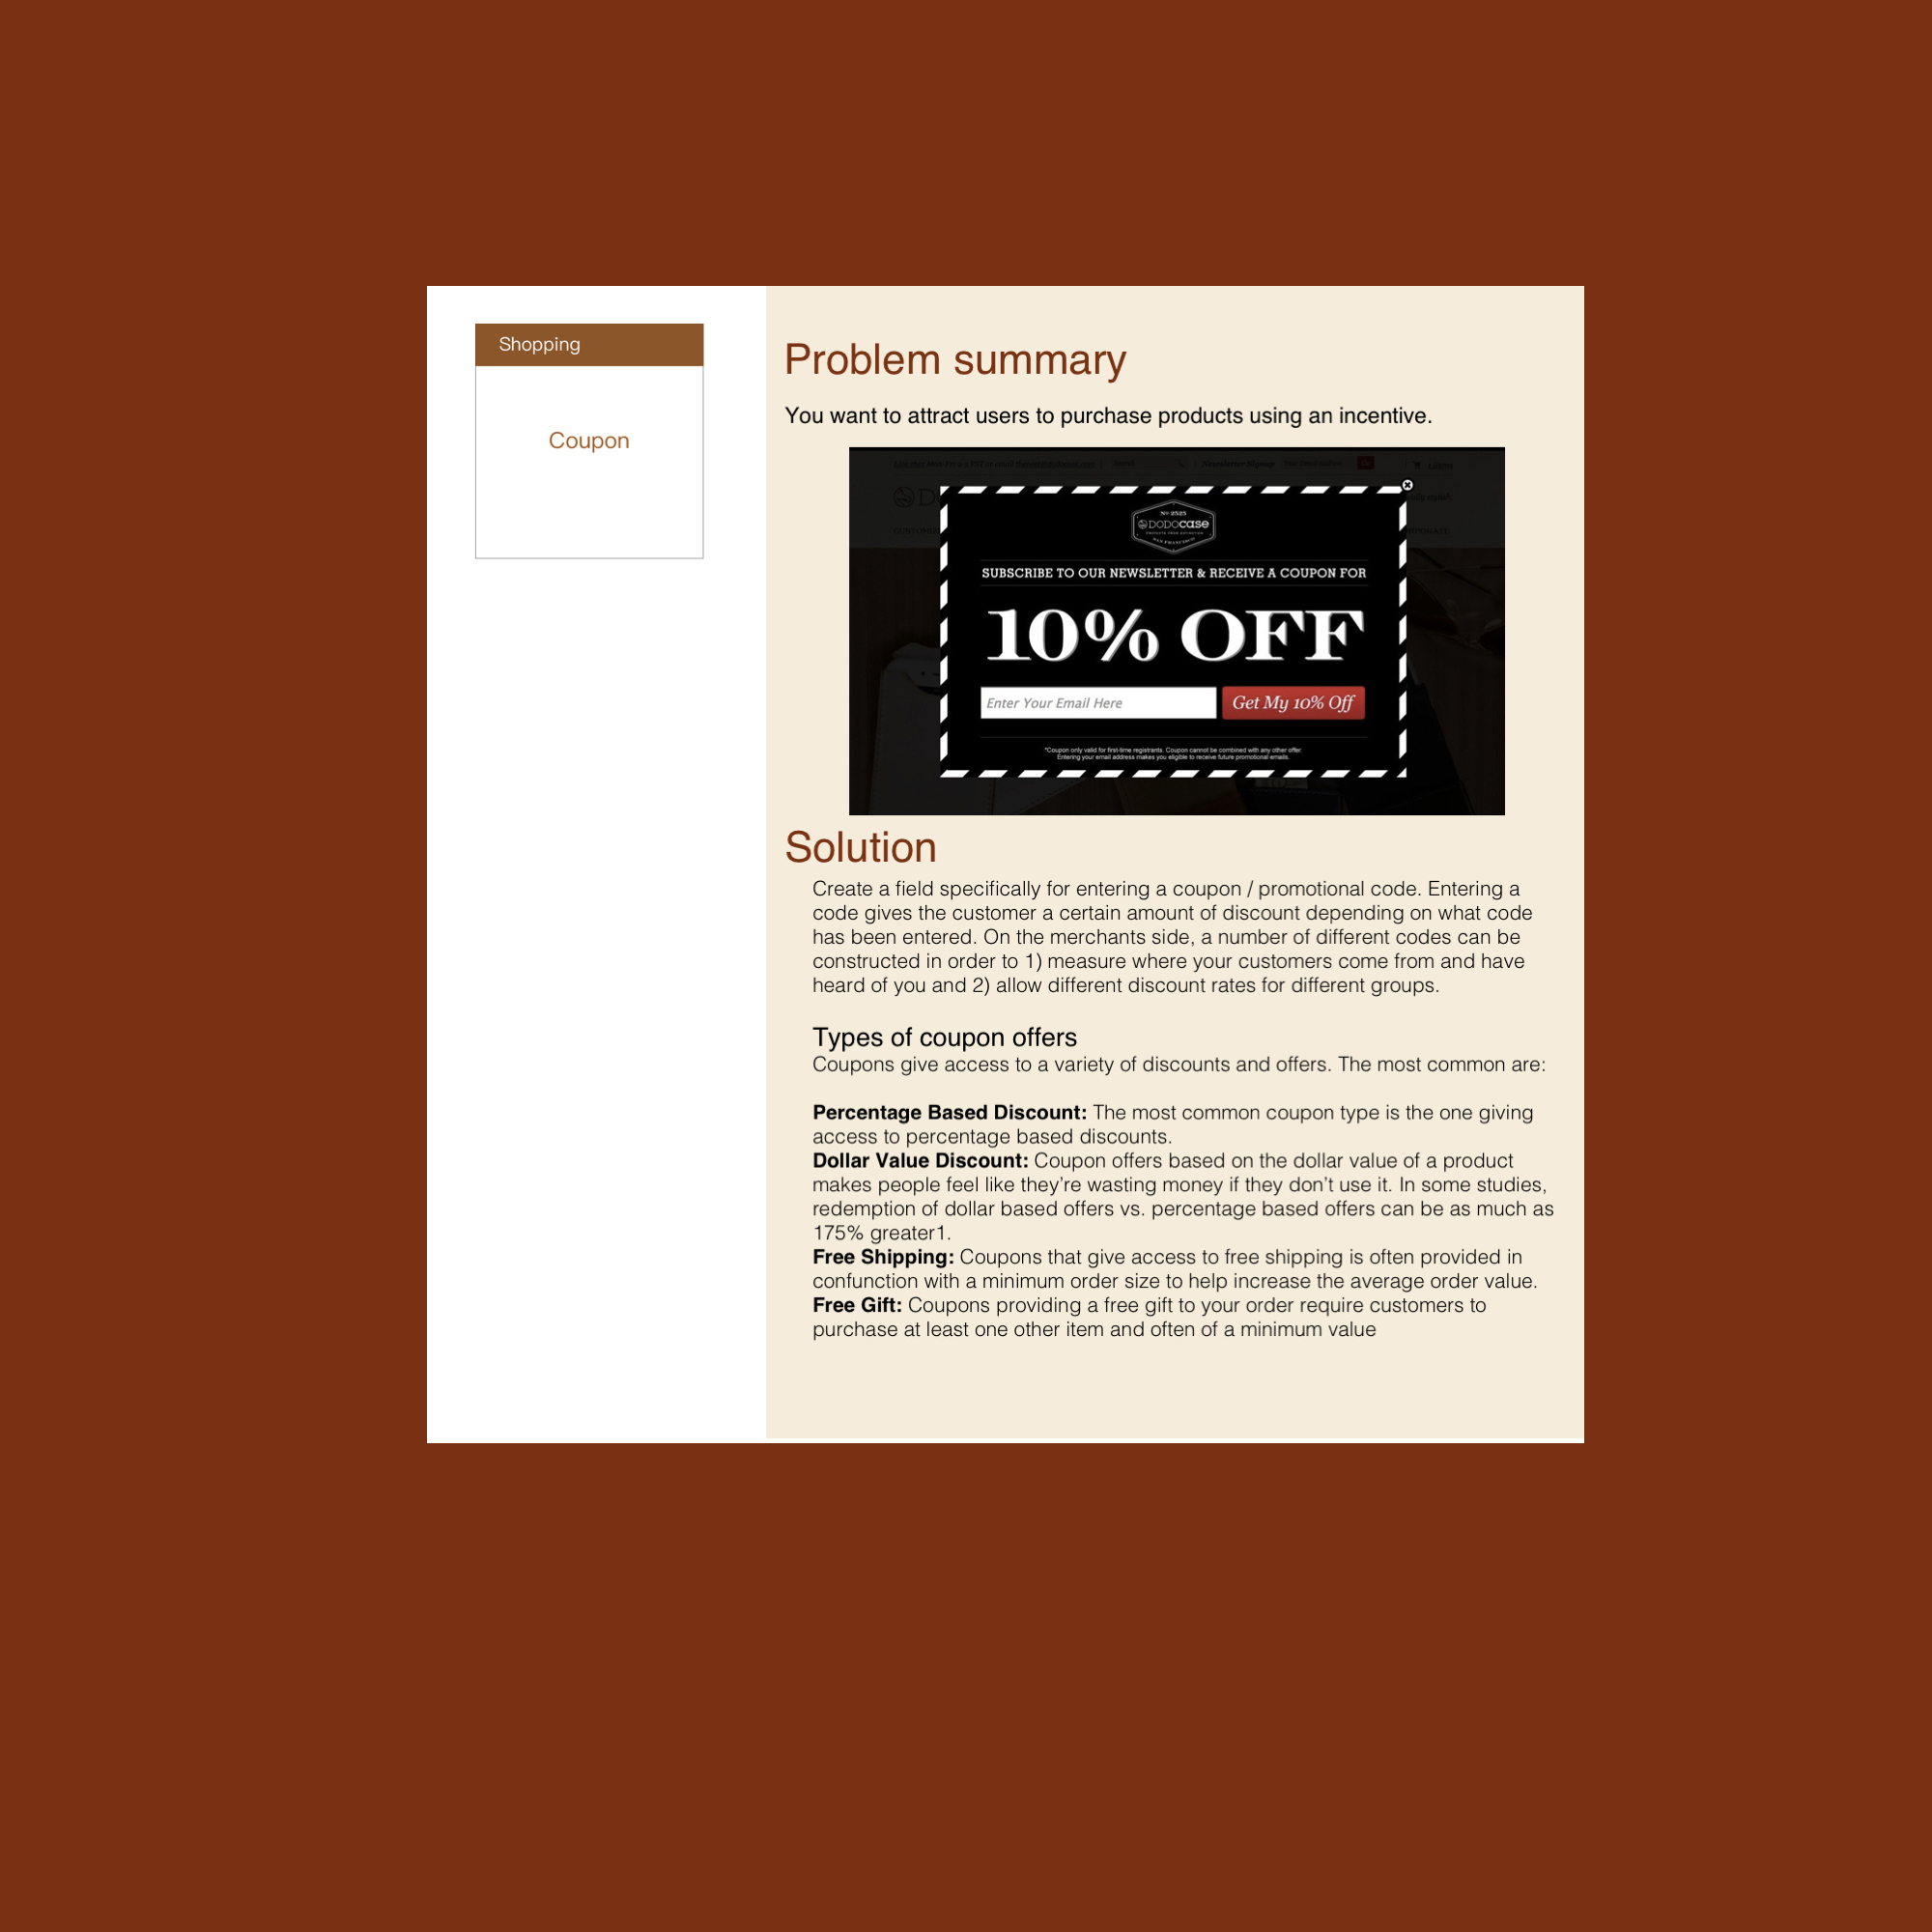 Shopping
Coupon
Problem summary
You want to attract users to purchase products using an incentive.
Newsletter Signup
Nº 2525
DODOcase
PROTECTS FROM EXTINCTION
SAN FRANCISCO
SUBSCRIBE TO OUR NEWSLETTER & RECEIVE A COUPON FOR
10% OFF
Enter Your Email Here
Get My 10% Off
*Coupon only valid for first-time registrants. Coupon cannot be combined with any other offer.
Entering your email address makes you eligible to receive future promotional emails.
Solution
Create a field specifically for entering a coupon / promotional code. Entering a
code gives the customer a certain amount of discount depending on what code
has been entered. On the merchants side, a number of different codes can be
constructed in order to 1) measure where your customers come from and have
heard of you and 2) allow different discount rates for different groups.
Types of coupon offers
Coupons give access to a variety of discounts and offers. The most common are:
Percentage Based Discount: The most common coupon type is the one giving
access to percentage based discounts.
Dollar Value Discount: Coupon offers based on the dollar value of a product
makes people feel like they’re wasting money if they don’t use it. In some studies,
redemption of dollar based offers vs. percentage based offers can be as much as
175% greater1.
Free Shipping: Coupons that give access to free shipping is often provided in
confunction with a minimum order size to help increase the average order value.
Free Gift: Coupons providing a free gift to your order require customers to
purchase at least one other item and often of a minimum value